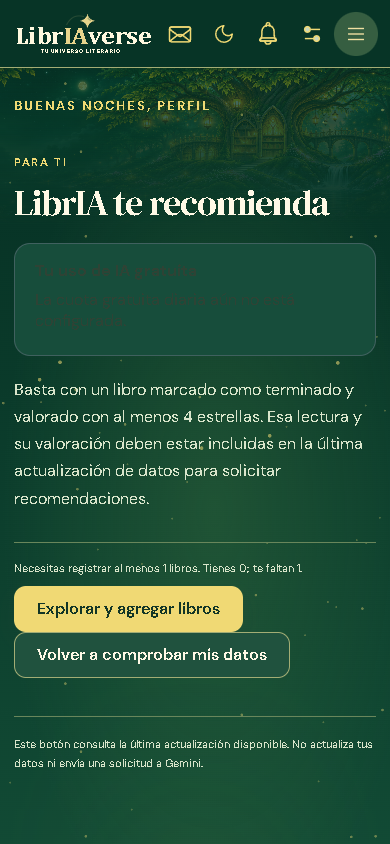 LibrIAverse
TU UNIVERSO LITERARIO
BUENAS NOCHES, PERFIL
PARA TI
LibrIA te recomienda
Basta con un libro marcado como terminado y
valorado con al menos 4 estrellas. Esa lectura y
su valoración deben estar incluidas en la última
actualización de datos para solicitar
recomendaciones.
Necesitas registrar al menos 1 libros. Tienes 0; te faltan 1.
Explorar y agregar libros
Volver a comprobar mis datos
Este botón consulta la última actualización disponible. No actualiza tus
datos ni envía una solicitud a Gemini.